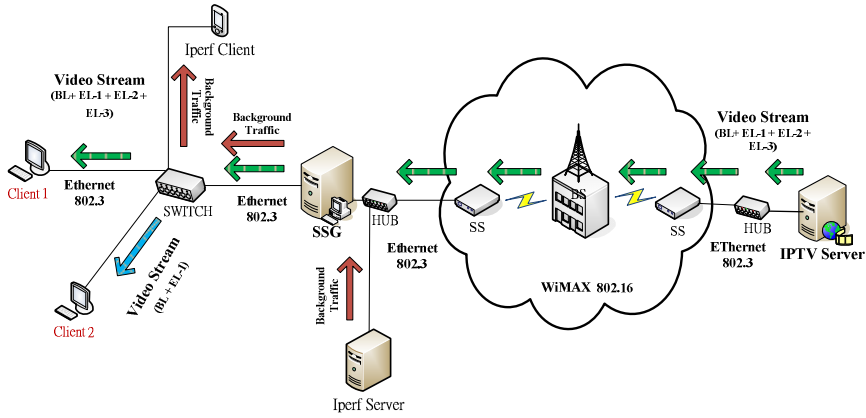 Iperf Client
Video Stream
(BL+ EL-1 + EL-2 +
EL-3)
Background
Traffic
Background
Traffic
Video Stream
(BL+ EL-1 + EL-2 +
EL-3)
Client 1
Ethernet
802.3
SWITCH
Ethernet
802.3
SSG
HUB
Ethernet
802.3
SS
SS
SS
EThernet
802.3
HUB
IPTV Server
WiMAX 802.16
Video Stream
(BL + EL-1)
Client 2
Background
Traffic
Iperf Server